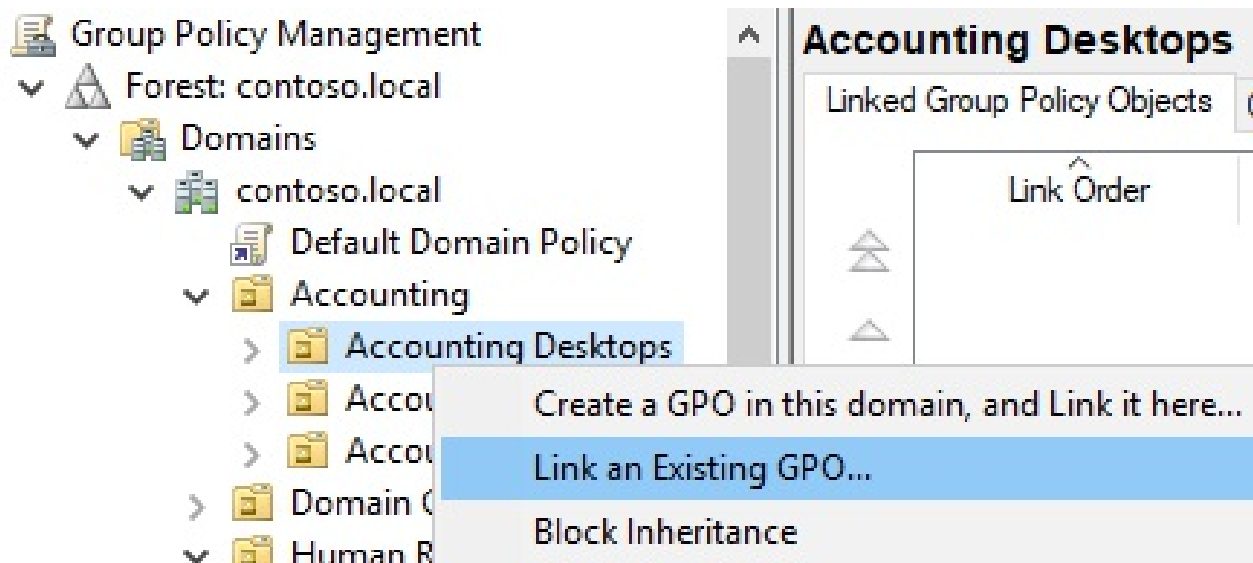 Group Policy Management
Forest: contoso.local
Domains
contoso.local
Default Domain Policy
Accounting
Accounting Desktops
Domain
Human
Accounting Desktops
Linked Group Policy Objects
Link Order
Create a GPO in this domain, and Link it here...
Link an Existing GPO...
Block Inheritance